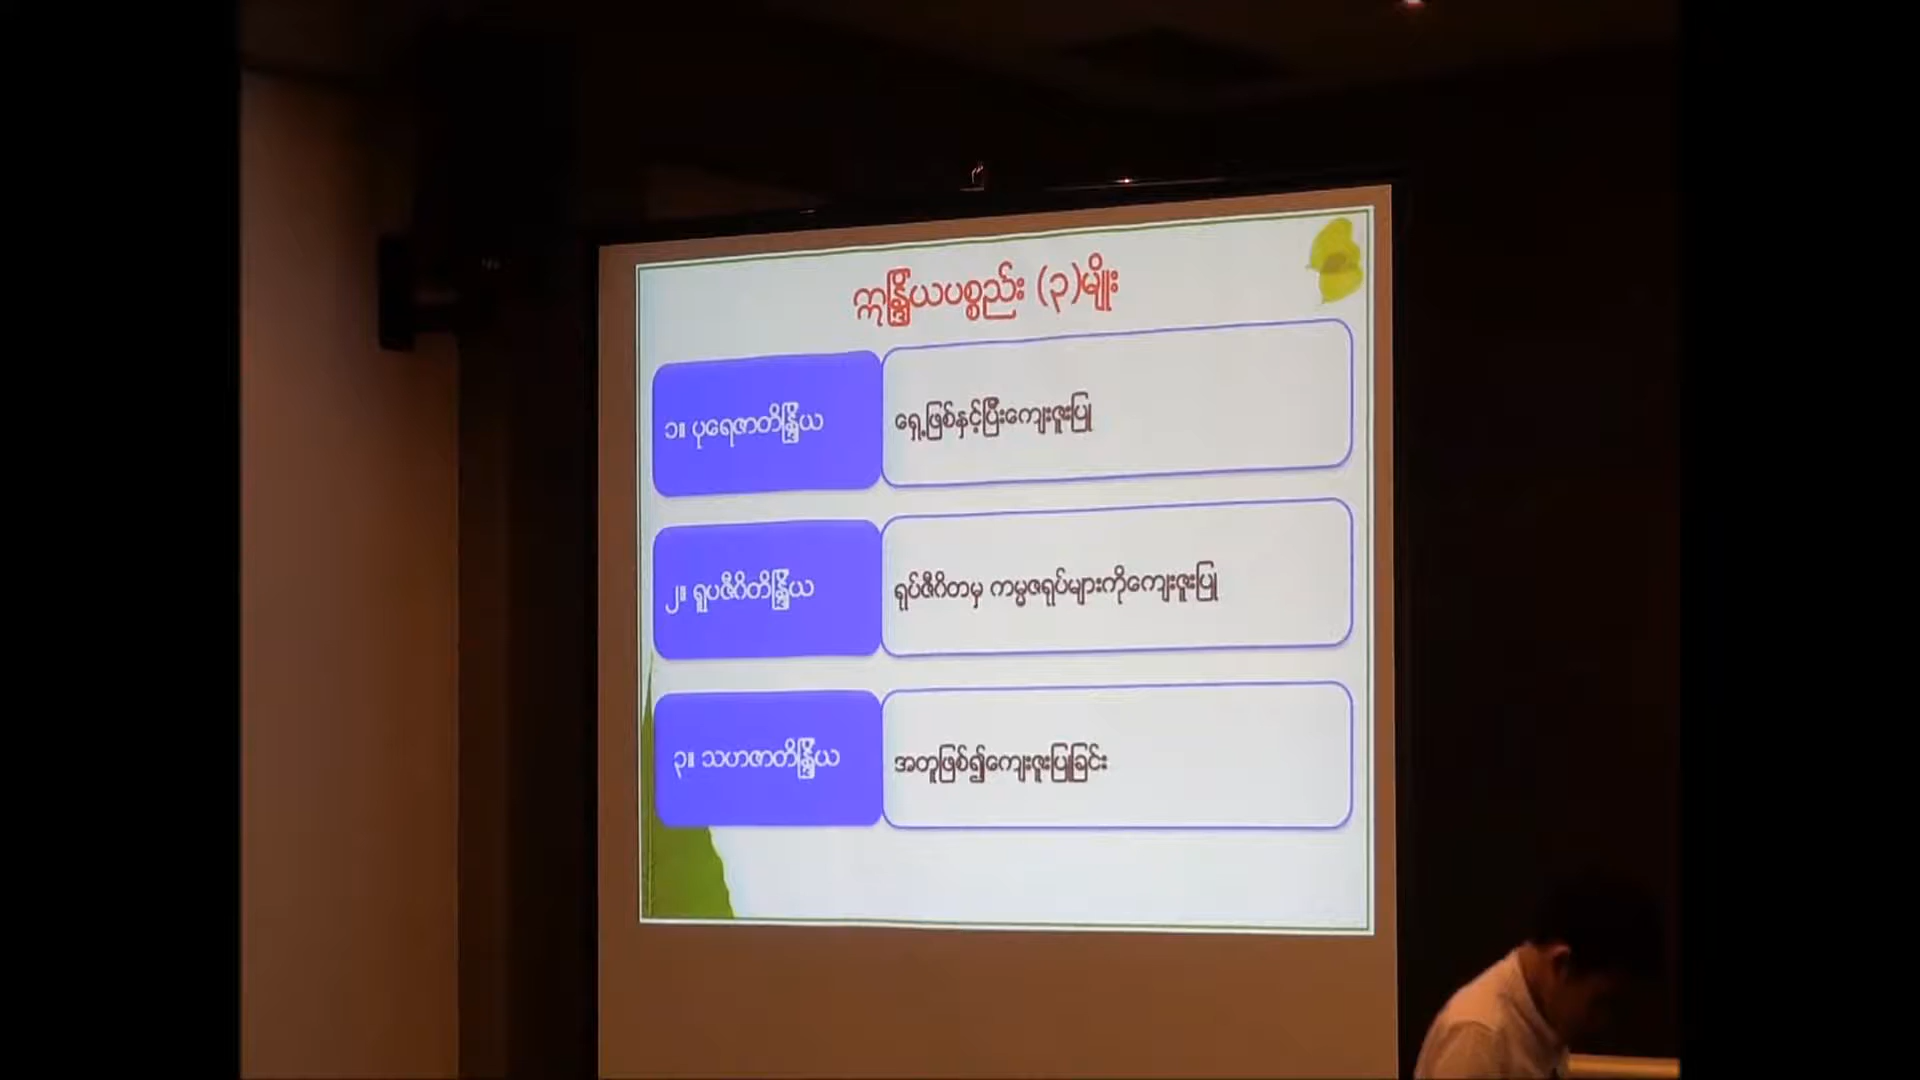 ဣန္ဒြိယပစ္စည်း (၃)မျိုး
၁။ ပုရေဇာတိန္ဒြိယ
ရှေ့ဖြစ်နှင့်ပြီးကျေးဇူးပြု
၂။ ရူပဇီဝိတိန္ဒြိယ
ရုပ်ဇီဝိတမှ ကမ္မဇရုပ်များကိုကျေးဇူးပြု
၃။ သဟဇာတိန္ဒြိယ
အတူဖြစ်၍ကျေးဇူးပြုခြင်း